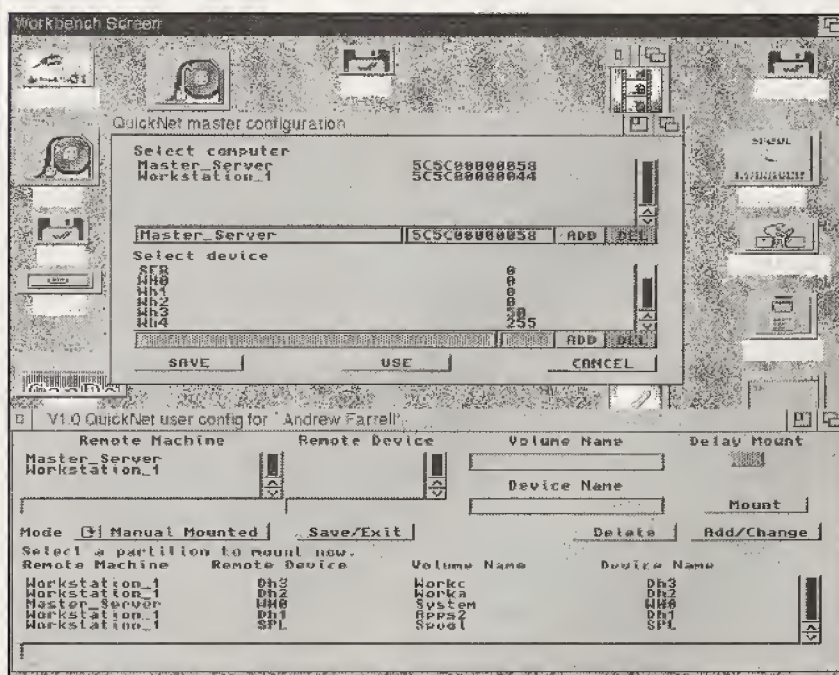 Workbench Screen
QuickNet master configuration
Select computer
Master_Server 5C5C00000058
Workstation_1 5C5C00000044
Master_Server 5C5C00000058 ADD DEL
Select device
0
WH0 0
Wh1 0
Wh2 0
Wh3 50
Wh4 255
ADD DEL
SAVE USE CANCEL
V1.0 QuickNet user config for `Andrew Farrell'
Remote Machine Remote Device Volume Name Delay Mount
Master_Server
Workstation_1
Device Name
Mount
Mode Manual Mounted Save/Exit Delete Add/Change
Select a partition to mount now.
Remote Machine Remote Device Volume Name Device Name
Workstation_1 Dh3 Workc Dh3
Workstation_1 Dh2 Worka Dh2
Master_Server WH0 System WH0
Workstation_1 Dh1 Apps2 Dh1
Workstation_1 SPL Spool SPL